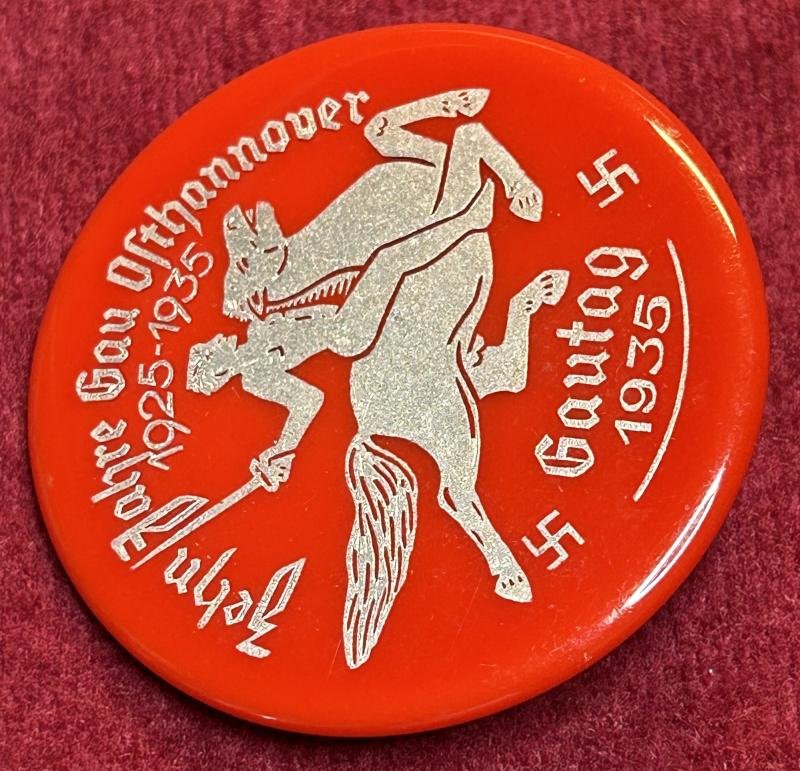 Zehn Jahre Gau Osthannover
1925-1935
Gautag
1935